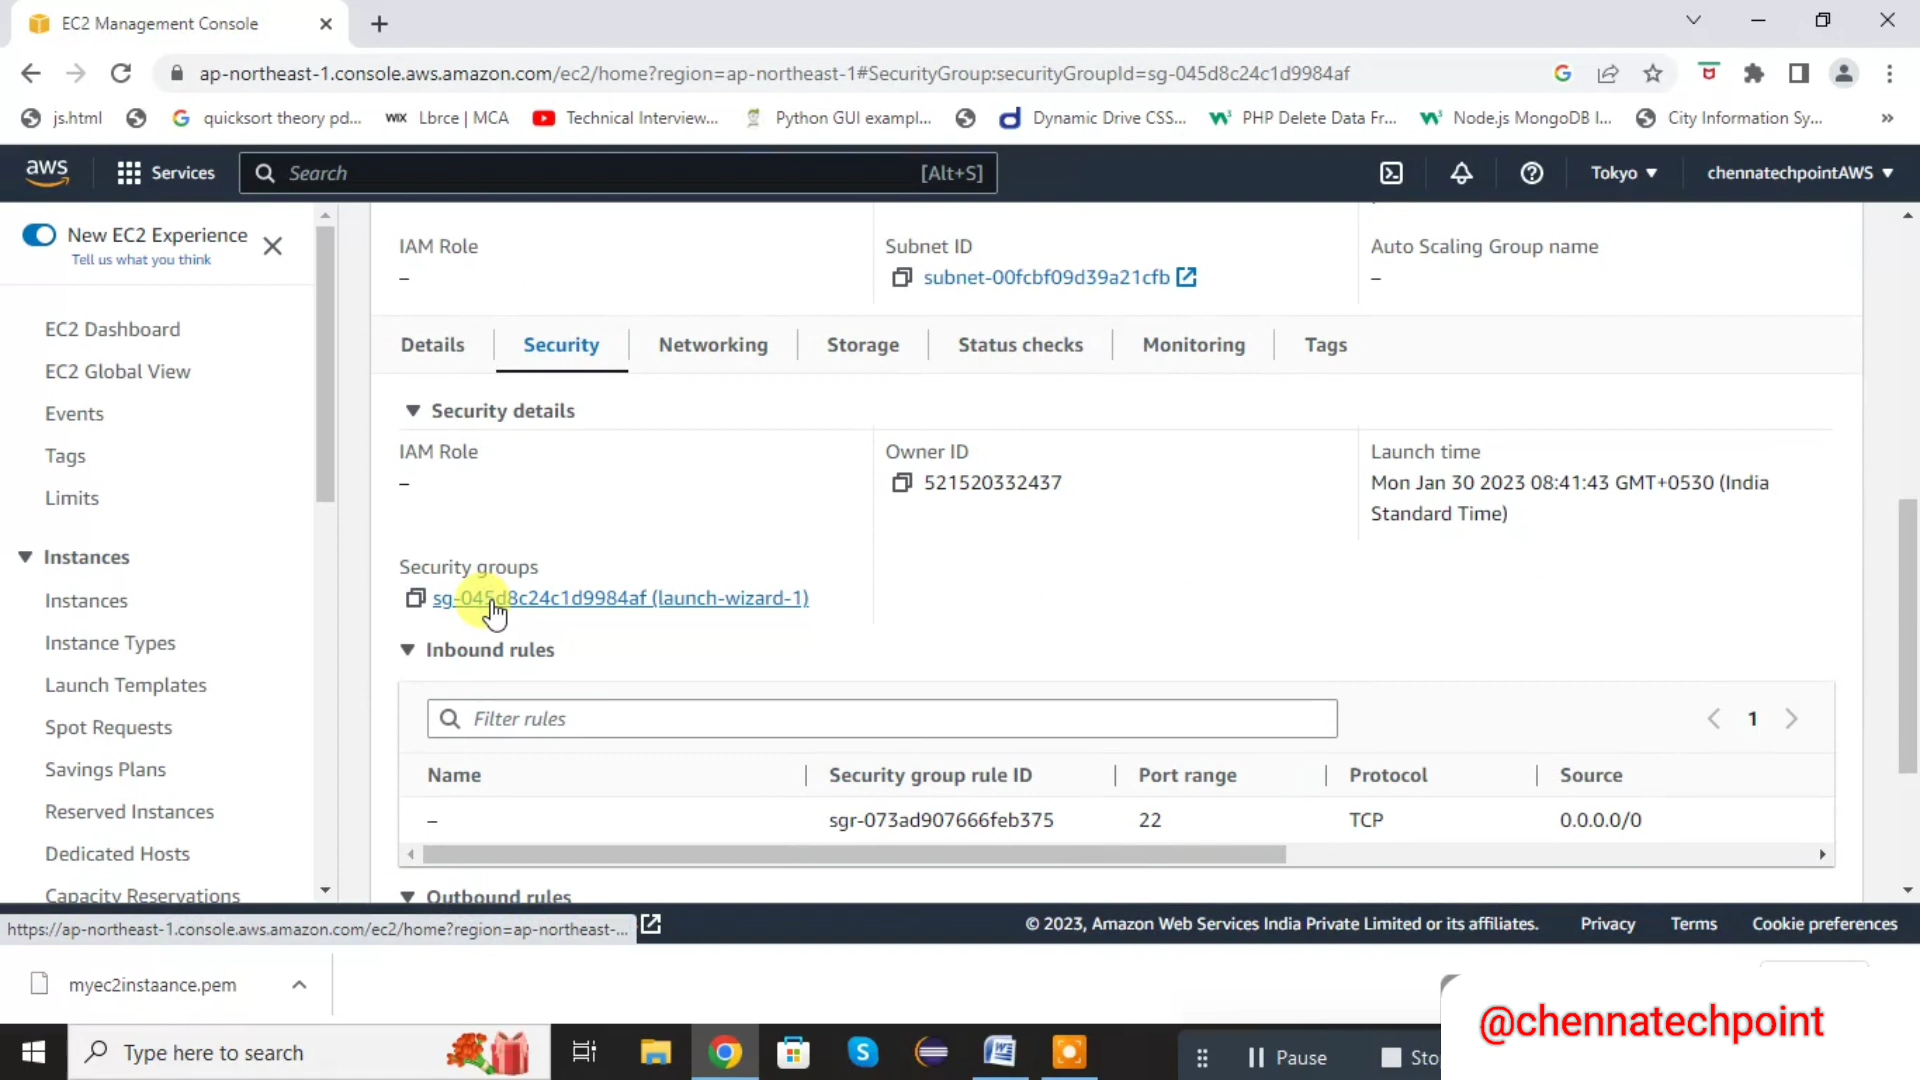 EC2 Management Console
ap-northeast-1.console.aws.amazon.com/ec2/home?region=ap-northeast-1#SecurityGroup:securityGroupId=sg-045d8c24c1d9984af
js.html
quicksort theory pd...
WIX Lbrce | MCA
Technical Interview...
Python GUI exampl...
Dynamic Drive CSS...
PHP Delete Data Fr...
Node.js MongoDB I...
City Information Sy...
»
aws
Services
Search
[Alt+S]
Tokyo
chennatechpointAWS
New EC2 Experience
Tell us what you think
EC2 Dashboard
EC2 Global View
Events
Tags
Limits
Instances
Instances
Instance Types
Launch Templates
Spot Requests
Savings Plans
Reserved Instances
Dedicated Hosts
Capacity Reservations
IAM Role
–
Subnet ID
subnet-00fcbf09d39a21cfb
Auto Scaling Group name
–
Details
Security
Networking
Storage
Status checks
Monitoring
Tags
Security details
IAM Role
–
Owner ID
521520332437
Launch time
Mon Jan 30 2023 08:41:43 GMT+0530 (India
Standard Time)
Security groups
sg-045d8c24c1d9984af (launch-wizard-1)
Inbound rules
Filter rules
1
Name
Security group rule ID
Port range
Protocol
Source
–
sgr-073ad907666feb375
22
TCP
0.0.0.0/0
Outbound rules
https://ap-northeast-1.console.aws.amazon.com/ec2/home?region=ap-northeast-...
© 2023, Amazon Web Services India Private Limited or its affiliates.
Privacy
Terms
Cookie preferences
myec2instaance.pem
@chennatechpoint
Type here to search
Pause
Sto